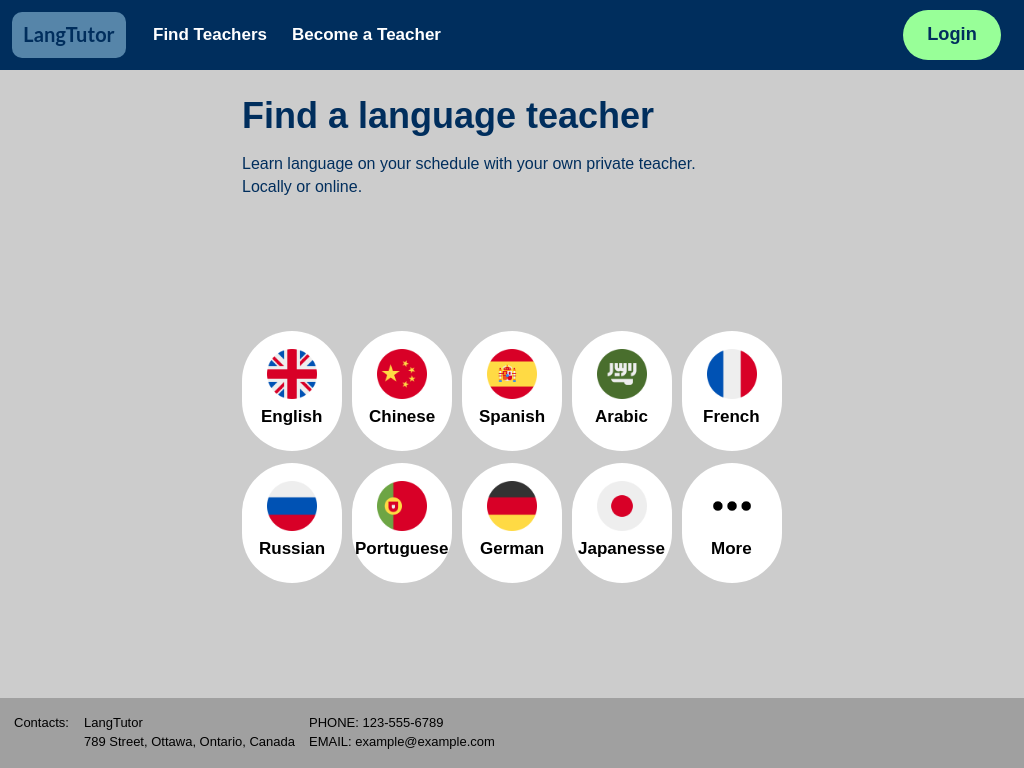 LangTutor
Find Teachers
Become a Teacher
Login
Find a language teacher
Learn language on your schedule with your own private teacher.
Locally or online.
English
Chinese
Spanish
Arabic
French
Russian
Portuguese
German
Japanesse
More
Contacts:
LangTutor
789 Street, Ottawa, Ontario, Canada
PHONE: 123-555-6789
EMAIL: example@example.com